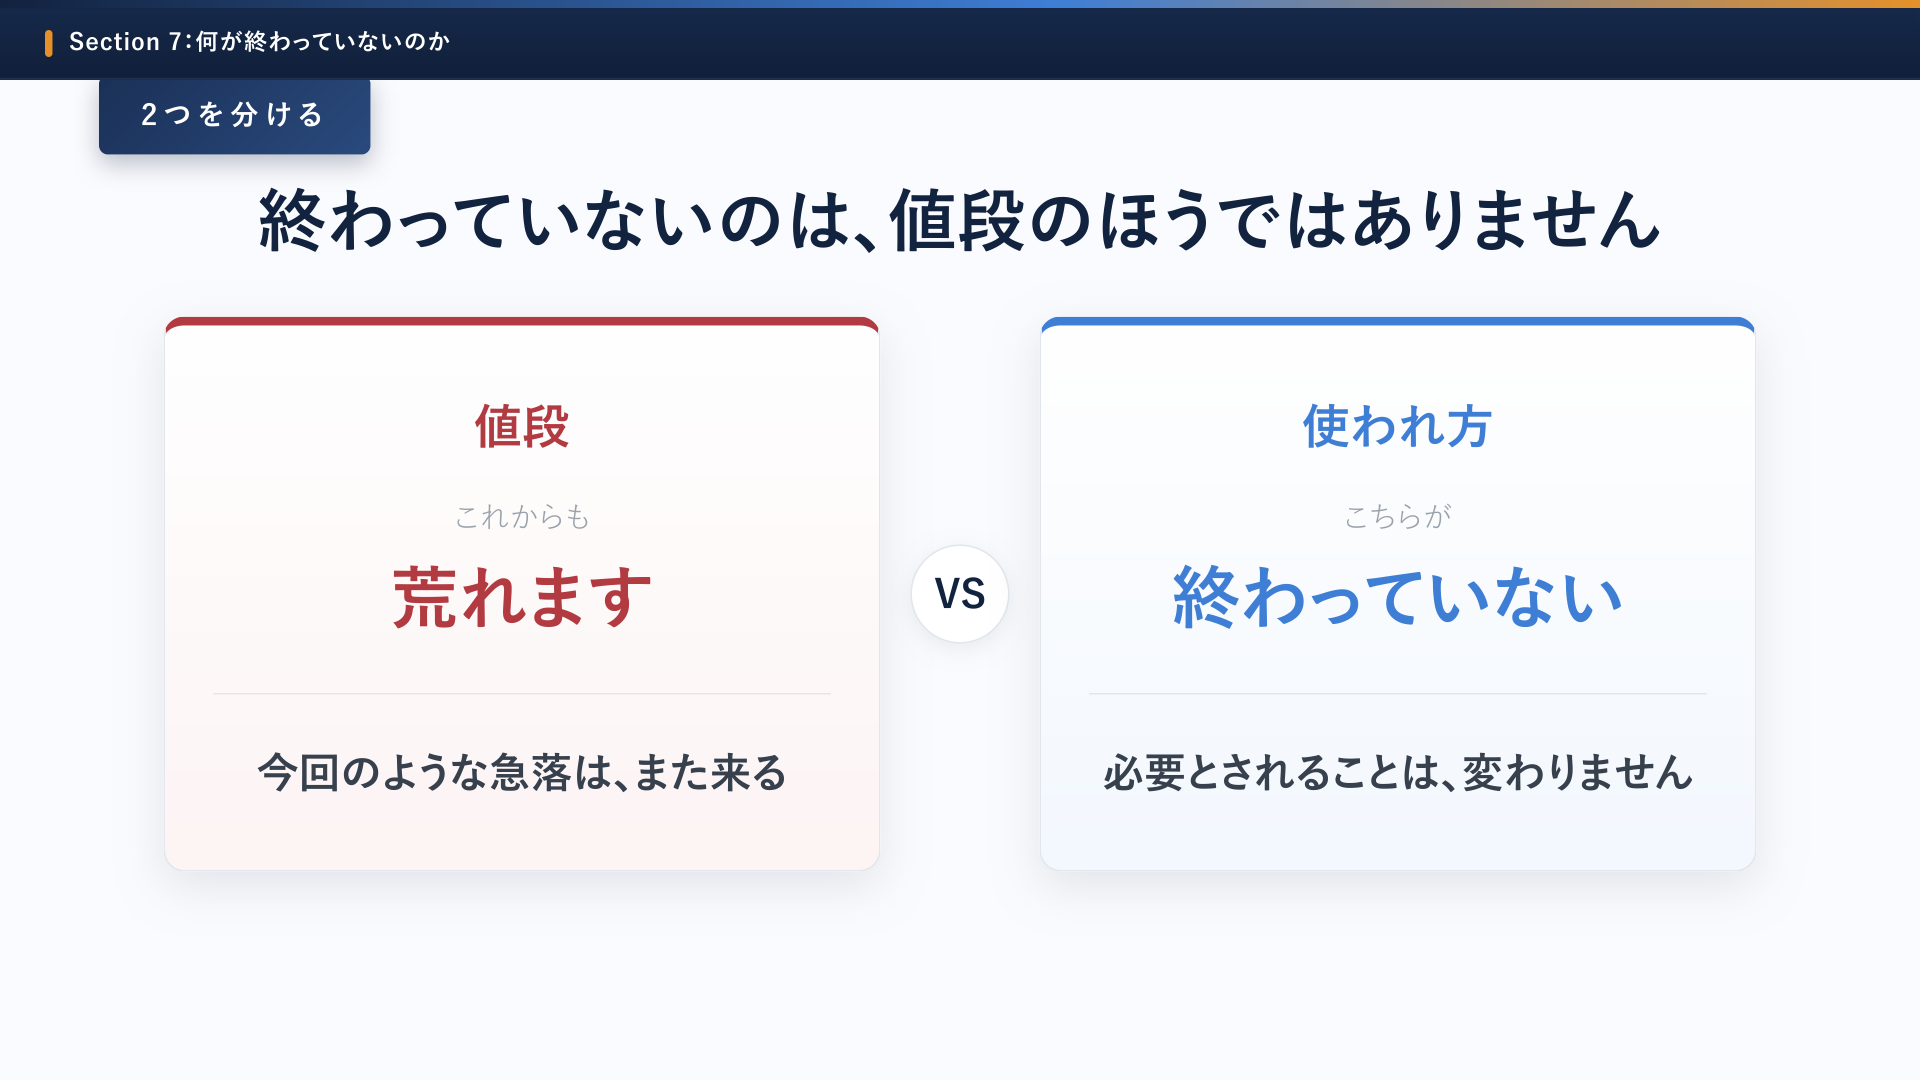 Section 7：何が終わっていないのか
2つを分ける
終わっていないのは、値段のほうではありません
値段
これからも
荒れます
今回のような急落は、また来る
VS
使われ方
こちらが
終わっていない
必要とされることは、変わりません